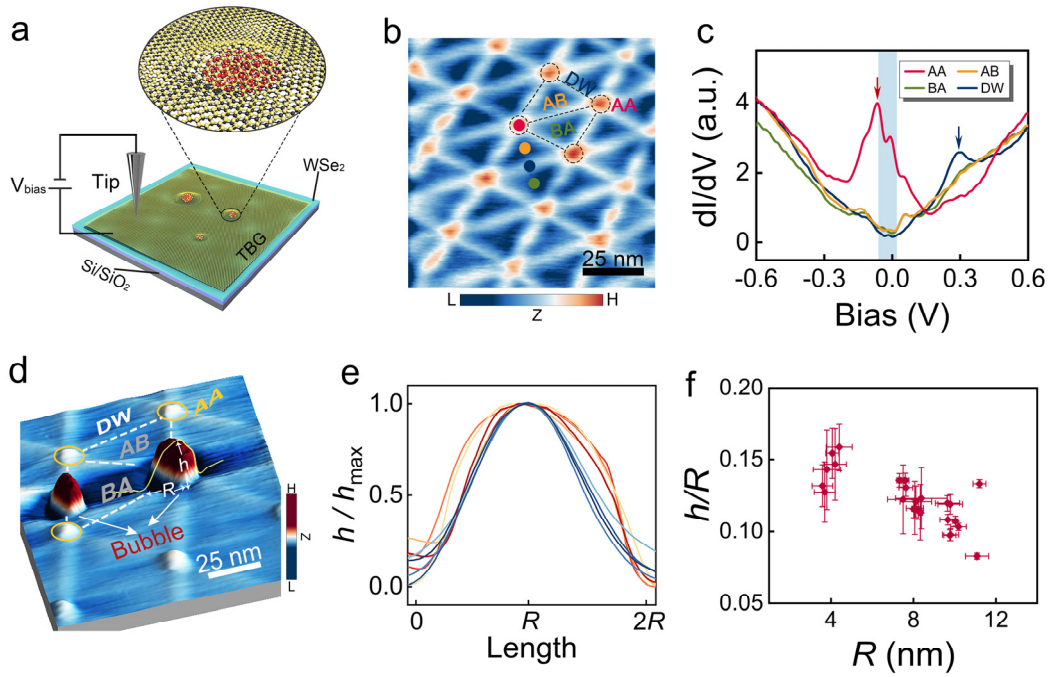 a
Tip
V_bias
WSe₂
TBG
Si/SiO₂
b
DW
AB
AA
BA
25 nm
L H
Z
c
AA AB
BA DW
dI/dV (a.u.)
4
2
0
-0.6 -0.3 0.0 0.3 0.6
Bias (V)
d
DW
AA
AB
BA
h
R
Bubble
25 nm
H
Z
L
e
h / h_max
1.0
0.5
0.0
0 R 2R
Length
f
h/R
0.20
0.15
0.10
0.05
4 8 12
R (nm)